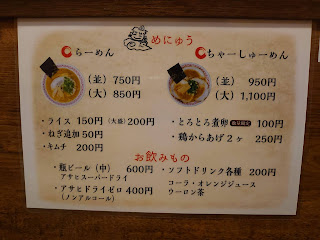 めにゅう
らーめん
(並) 750円
(大) 850円
ちゃーしゅーめん
(並) 950円
(大) 1,100円
・ライス 150円 (大盛) 200円
・ねぎ追加 50円
・キムチ 200円
・とろとろ煮卵 100円
・鶏からあげ 2ヶ 250円
お飲みもの
・瓶ビール (中) 600円
アサヒスーパードライ
・アサヒドライゼロ 400円
(ノンアルコール)
・ソフトドリンク各種 200円
コーラ・オレンジジュース
ウーロン茶